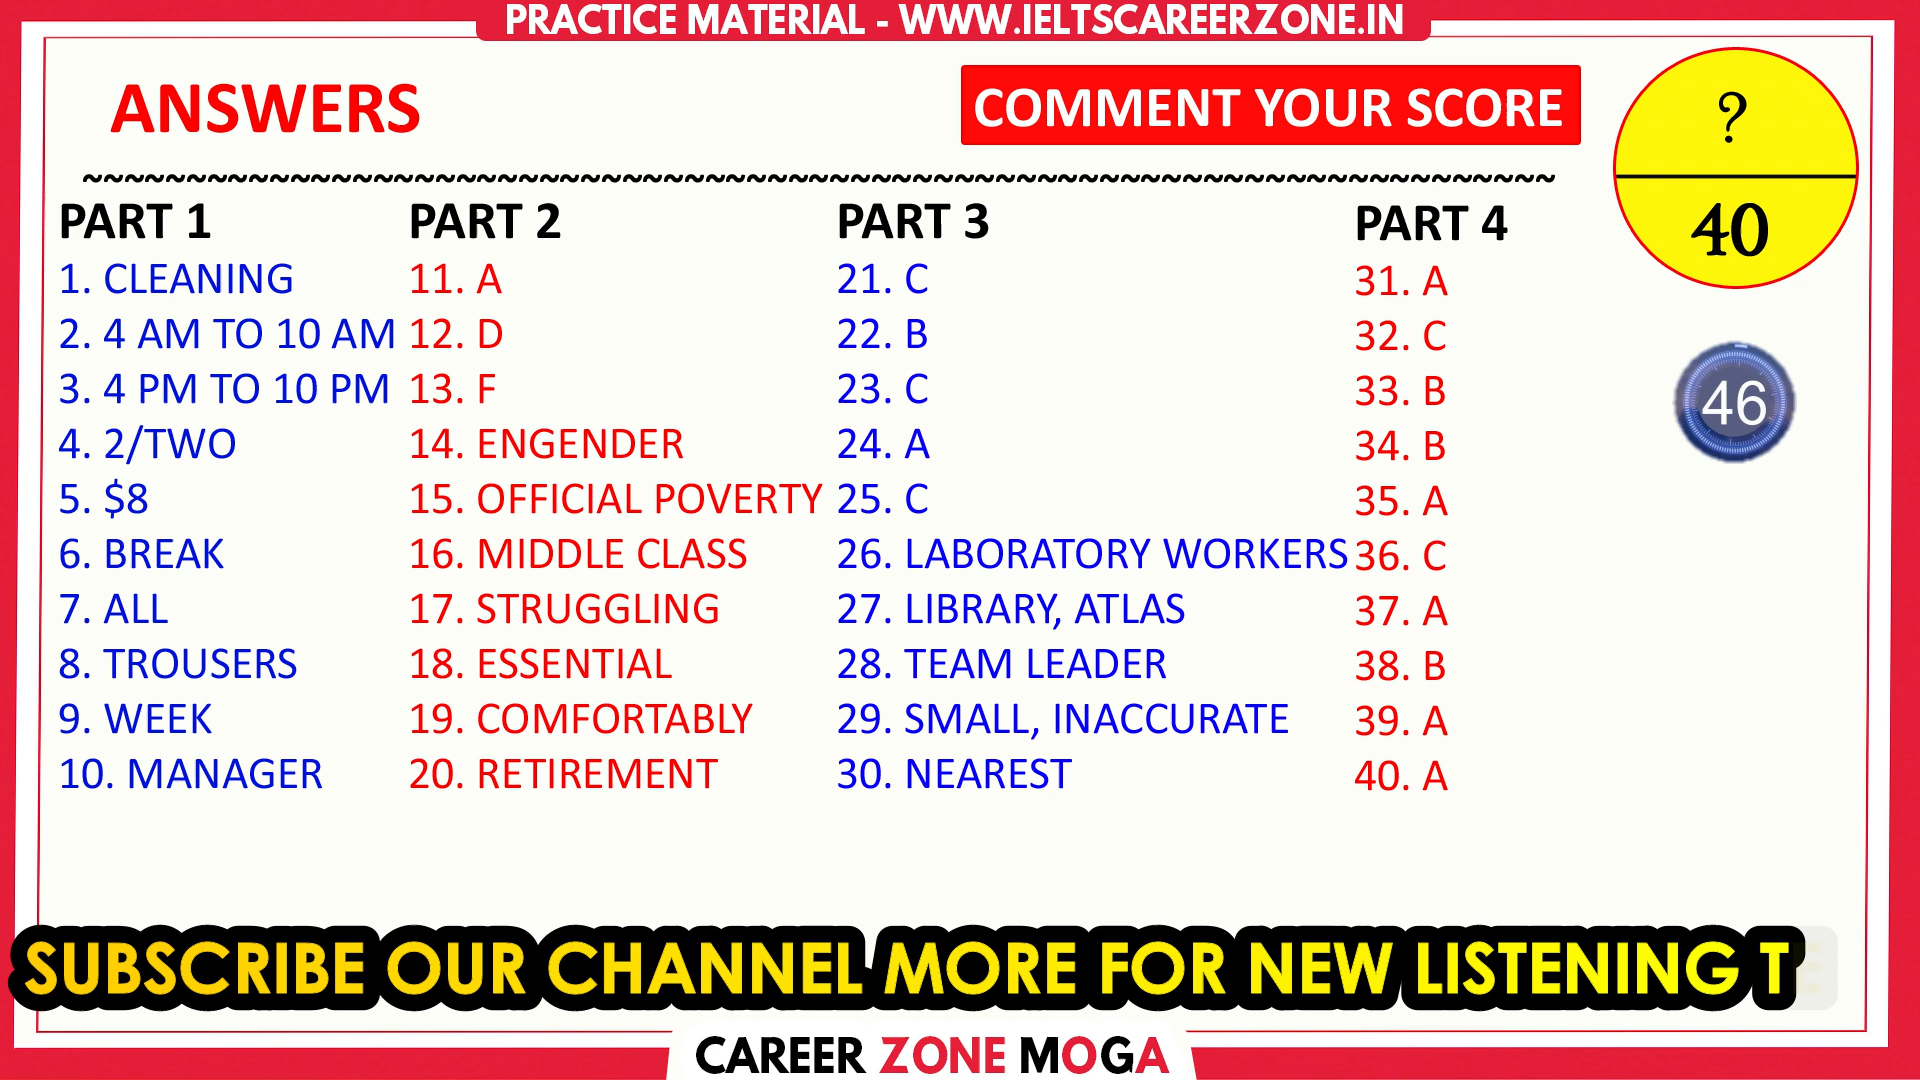 PRACTICE MATERIAL - WWW.IELTSCAREERZONE.IN
ANSWERS
COMMENT YOUR SCORE
?
40
46
~~~~~~~~~~~~~~~~~~~~~~~~~~~~~~~~~~~~~~~~~~~~~~~~~~~~~~~~~~~~~~~~~~~~~~~
PART 1
1. CLEANING
2. 4 AM TO 10 AM
3. 4 PM TO 10 PM
4. 2/TWO
5. $8
6. BREAK
7. ALL
8. TROUSERS
9. WEEK
10. MANAGER
PART 2
11. A
12. D
13. F
14. ENGENDER
15. OFFICIAL POVERTY
16. MIDDLE CLASS
17. STRUGGLING
18. ESSENTIAL
19. COMFORTABLY
20. RETIREMENT
PART 3
21. C
22. B
23. C
24. A
25. C
26. LABORATORY WORKERS
27. LIBRARY, ATLAS
28. TEAM LEADER
29. SMALL, INACCURATE
30. NEAREST
PART 4
31. A
32. C
33. B
34. B
35. A
36. C
37. A
38. B
39. A
40. A
SUBSCRIBE OUR CHANNEL MORE FOR NEW LISTENING T
CAREER ZONE MOGA